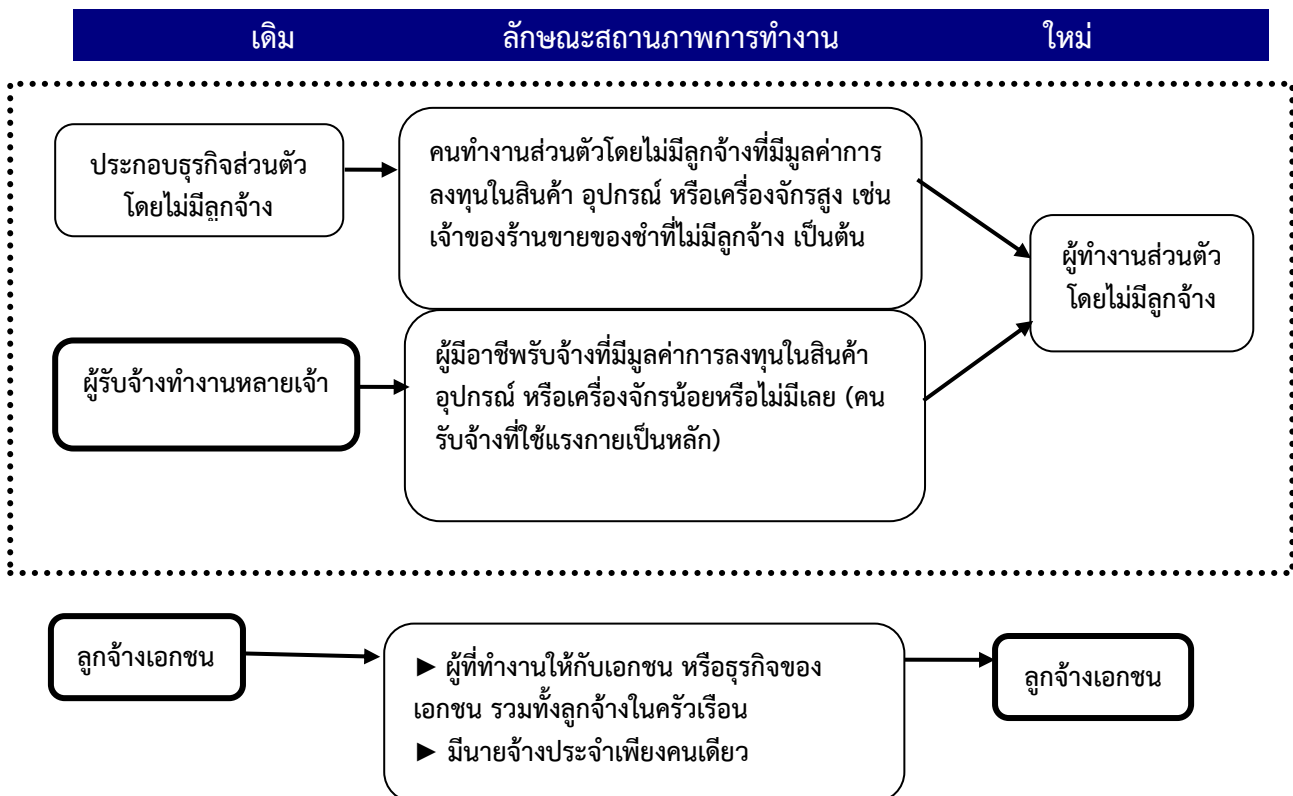 เดิม ลักษณะสถานภาพการทำงาน ใหม่
ประกอบธุรกิจส่วนตัว
โดยไม่มีลูกจ้าง
คนทำงานส่วนตัวโดยไม่มีลูกจ้างที่มีมูลค่าการ
ลงทุนในสินค้า อุปกรณ์ หรือเครื่องจักรสูง เช่น
เจ้าของร้านขายของชำที่ไม่มีลูกจ้าง เป็นต้น
ผู้ทำงานส่วนตัว
โดยไม่มีลูกจ้าง
ผู้รับจ้างทำงานหลายเจ้า
ผู้มีอาชีพรับจ้างที่มีมูลค่าการลงทุนในสินค้า
อุปกรณ์ หรือเครื่องจักรน้อยหรือไม่มีเลย (คน
รับจ้างที่ใช้แรงกายเป็นหลัก)
ลูกจ้างเอกชน
► ผู้ที่ทำงานให้กับเอกชน หรือธุรกิจของ
เอกชน รวมทั้งลูกจ้างในครัวเรือน
► มีนายจ้างประจำเพียงคนเดียว
ลูกจ้างเอกชน